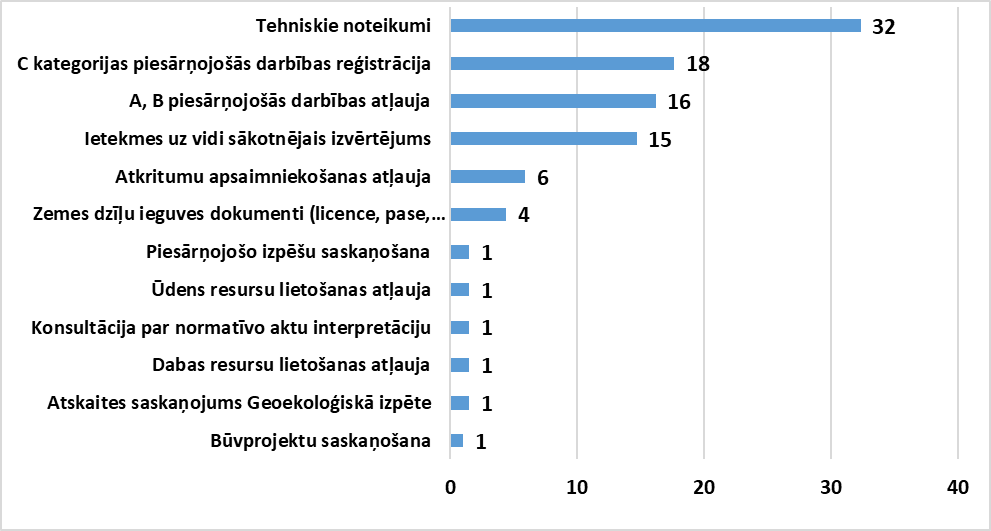 Tehniskie noteikumi 32
C kategorijas piesārņojošās darbības reģistrācija 18
A, B piesārņojošās darbības atļauja 16
Ietekmes uz vidi sākotnējais izvērtējums 15
Atkritumu apsaimniekošanas atļauja 6
Zemes dzīļu ieguves dokumenti (licence, pase,... 4
Piesārņojošo izpēšu saskaņošana 1
Ūdens resursu lietošanas atļauja 1
Konsultācija par normatīvo aktu interpretāciju 1
Dabas resursu lietošanas atļauja 1
Atskaites saskaņojums Geoekoloģiskā izpēte 1
Būvprojektu saskaņošana 1
0 10 20 30 40